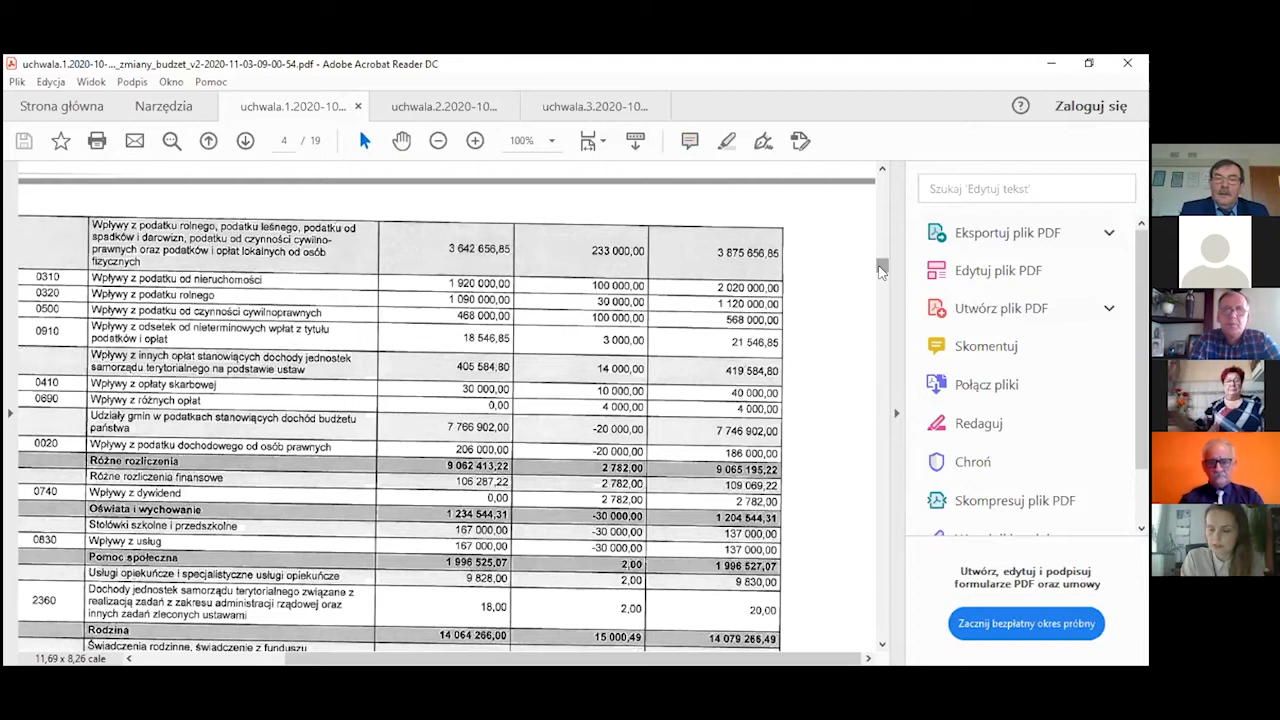 uchwala.1.2020-10-..._zmiany_budzet_v2-2020-11-03-09-00-54.pdf - Adobe Acrobat Reader DC
Plik Edycja Widok Podpis Okno Pomoc
Strona główna Narzędzia uchwala.1.2020-10... × uchwala.2.2020-10... uchwala.3.2020-10... Zaloguj się
4 / 19 100%
Wpływy z podatku rolnego, podatku leśnego, podatku od
spadków i darowizn, podatku od czynności cywilno-
prawnych oraz podatków i opłat lokalnych od osób
fizycznych
3 642 656,85 233 000,00 3 875 656,85
0310 Wpływy z podatku od nieruchomości 1 920 000,00 100 000,00 2 020 000,00
0320 Wpływy z podatku rolnego 1 090 000,00 30 000,00 1 120 000,00
0500 Wpływy z podatku od czynności cywilnoprawnych 468 000,00 100 000,00 568 000,00
0910 Wpływy z odsetek od nieterminowych wpłat z tytułu
podatków i opłat 18 546,85 3 000,00 21 546,85
Wpływy z innych opłat stanowiących dochody jednostek
samorządu terytorialnego na podstawie ustaw 405 584,80 14 000,00 419 584,80
0410 Wpływy z opłaty skarbowej 30 000,00 10 000,00 40 000,00
0690 Wpływy z różnych opłat 0,00 4 000,00 4 000,00
Udziały gmin w podatkach stanowiących dochód budżetu
państwa 7 766 902,00 -20 000,00 7 746 902,00
0020 Wpływy z podatku dochodowego od osób prawnych 206 000,00 -20 000,00 186 000,00
Różne rozliczenia 9 062 413,22 2 782,00 9 065 195,22
Różne rozliczenia finansowe 106 287,22 2 782,00 109 069,22
0740 Wpływy z dywidend 0,00 2 782,00 2 782,00
Oświata i wychowanie 1 234 544,31 -30 000,00 1 204 544,31
Stołówki szkolne i przedszkolne 167 000,00 -30 000,00 137 000,00
0830 Wpływy z usług 167 000,00 -30 000,00 137 000,00
Pomoc społeczna 1 996 525,07 2,00 1 996 527,07
Usługi opiekuńcze i specjalistyczne usługi opiekuńcze 9 828,00 2,00 9 830,00
2360 Dochody jednostek samorządu terytorialnego związane z
realizacją zadań z zakresu administracji rządowej oraz
innych zadań zleconych ustawami 18,00 2,00 20,00
Rodzina 14 064 266,00 15 000,49 14 079 266,49
Świadczenia rodzinne, świadczenie z funduszu
11,69 x 8,26 cale
Szukaj 'Edytuj tekst'
Eksportuj plik PDF
Edytuj plik PDF
Utwórz plik PDF
Skomentuj
Połącz pliki
Redaguj
Chroń
Skompresuj plik PDF
Utwórz, edytuj i podpisuj
formularze PDF oraz umowy
Zacznij bezpłatny okres próbny